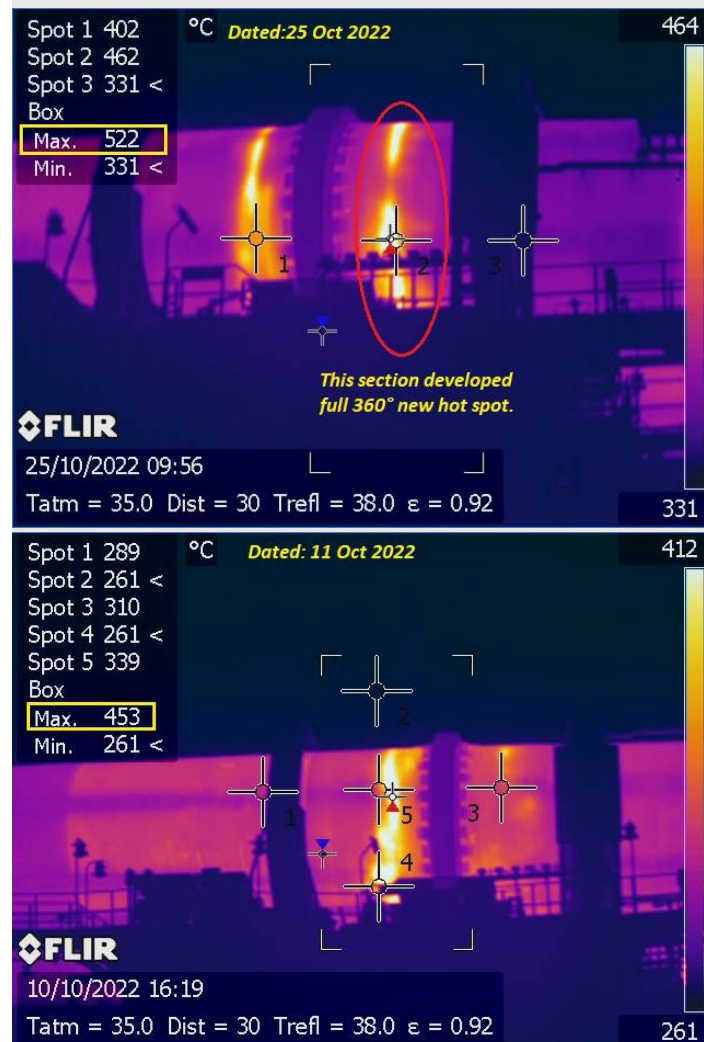 Spot 1 402
°C
Dated:25 Oct 2022
464
Spot 2 462
Spot 3 331 <
Box
Max. 522
Min. 331 <
1
2
3
This section developed
full 360° new hot spot.
FLIR
25/10/2022 09:56
Tatm = 35.0 Dist = 30 Trefl = 38.0 ε = 0.92
331
Spot 1 289
°C
Dated: 11 Oct 2022
412
Spot 2 261 <
Spot 3 310
Spot 4 261 <
Spot 5 339
Box
Max. 453
Min. 261 <
2
1
5
3
4
FLIR
10/10/2022 16:19
Tatm = 35.0 Dist = 30 Trefl = 38.0 ε = 0.92
261